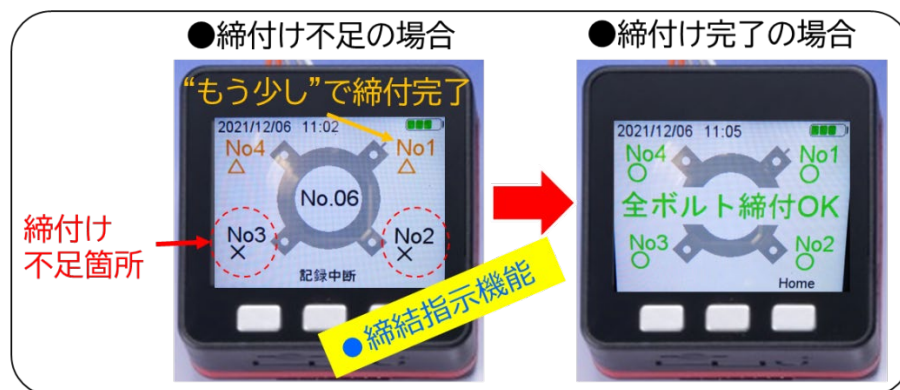 ●締付け不足の場合
“もう少し”で締付完了
2021/12/06 11:02
No4
△
No1
△
No.06
No3
×
No2
×
記録中断
締付け
不足箇所
●締結指示機能
●締付け完了の場合
2021/12/06 11:05
No4
○
No1
○
全ボルト締付OK
No3
○
No2
○
Home